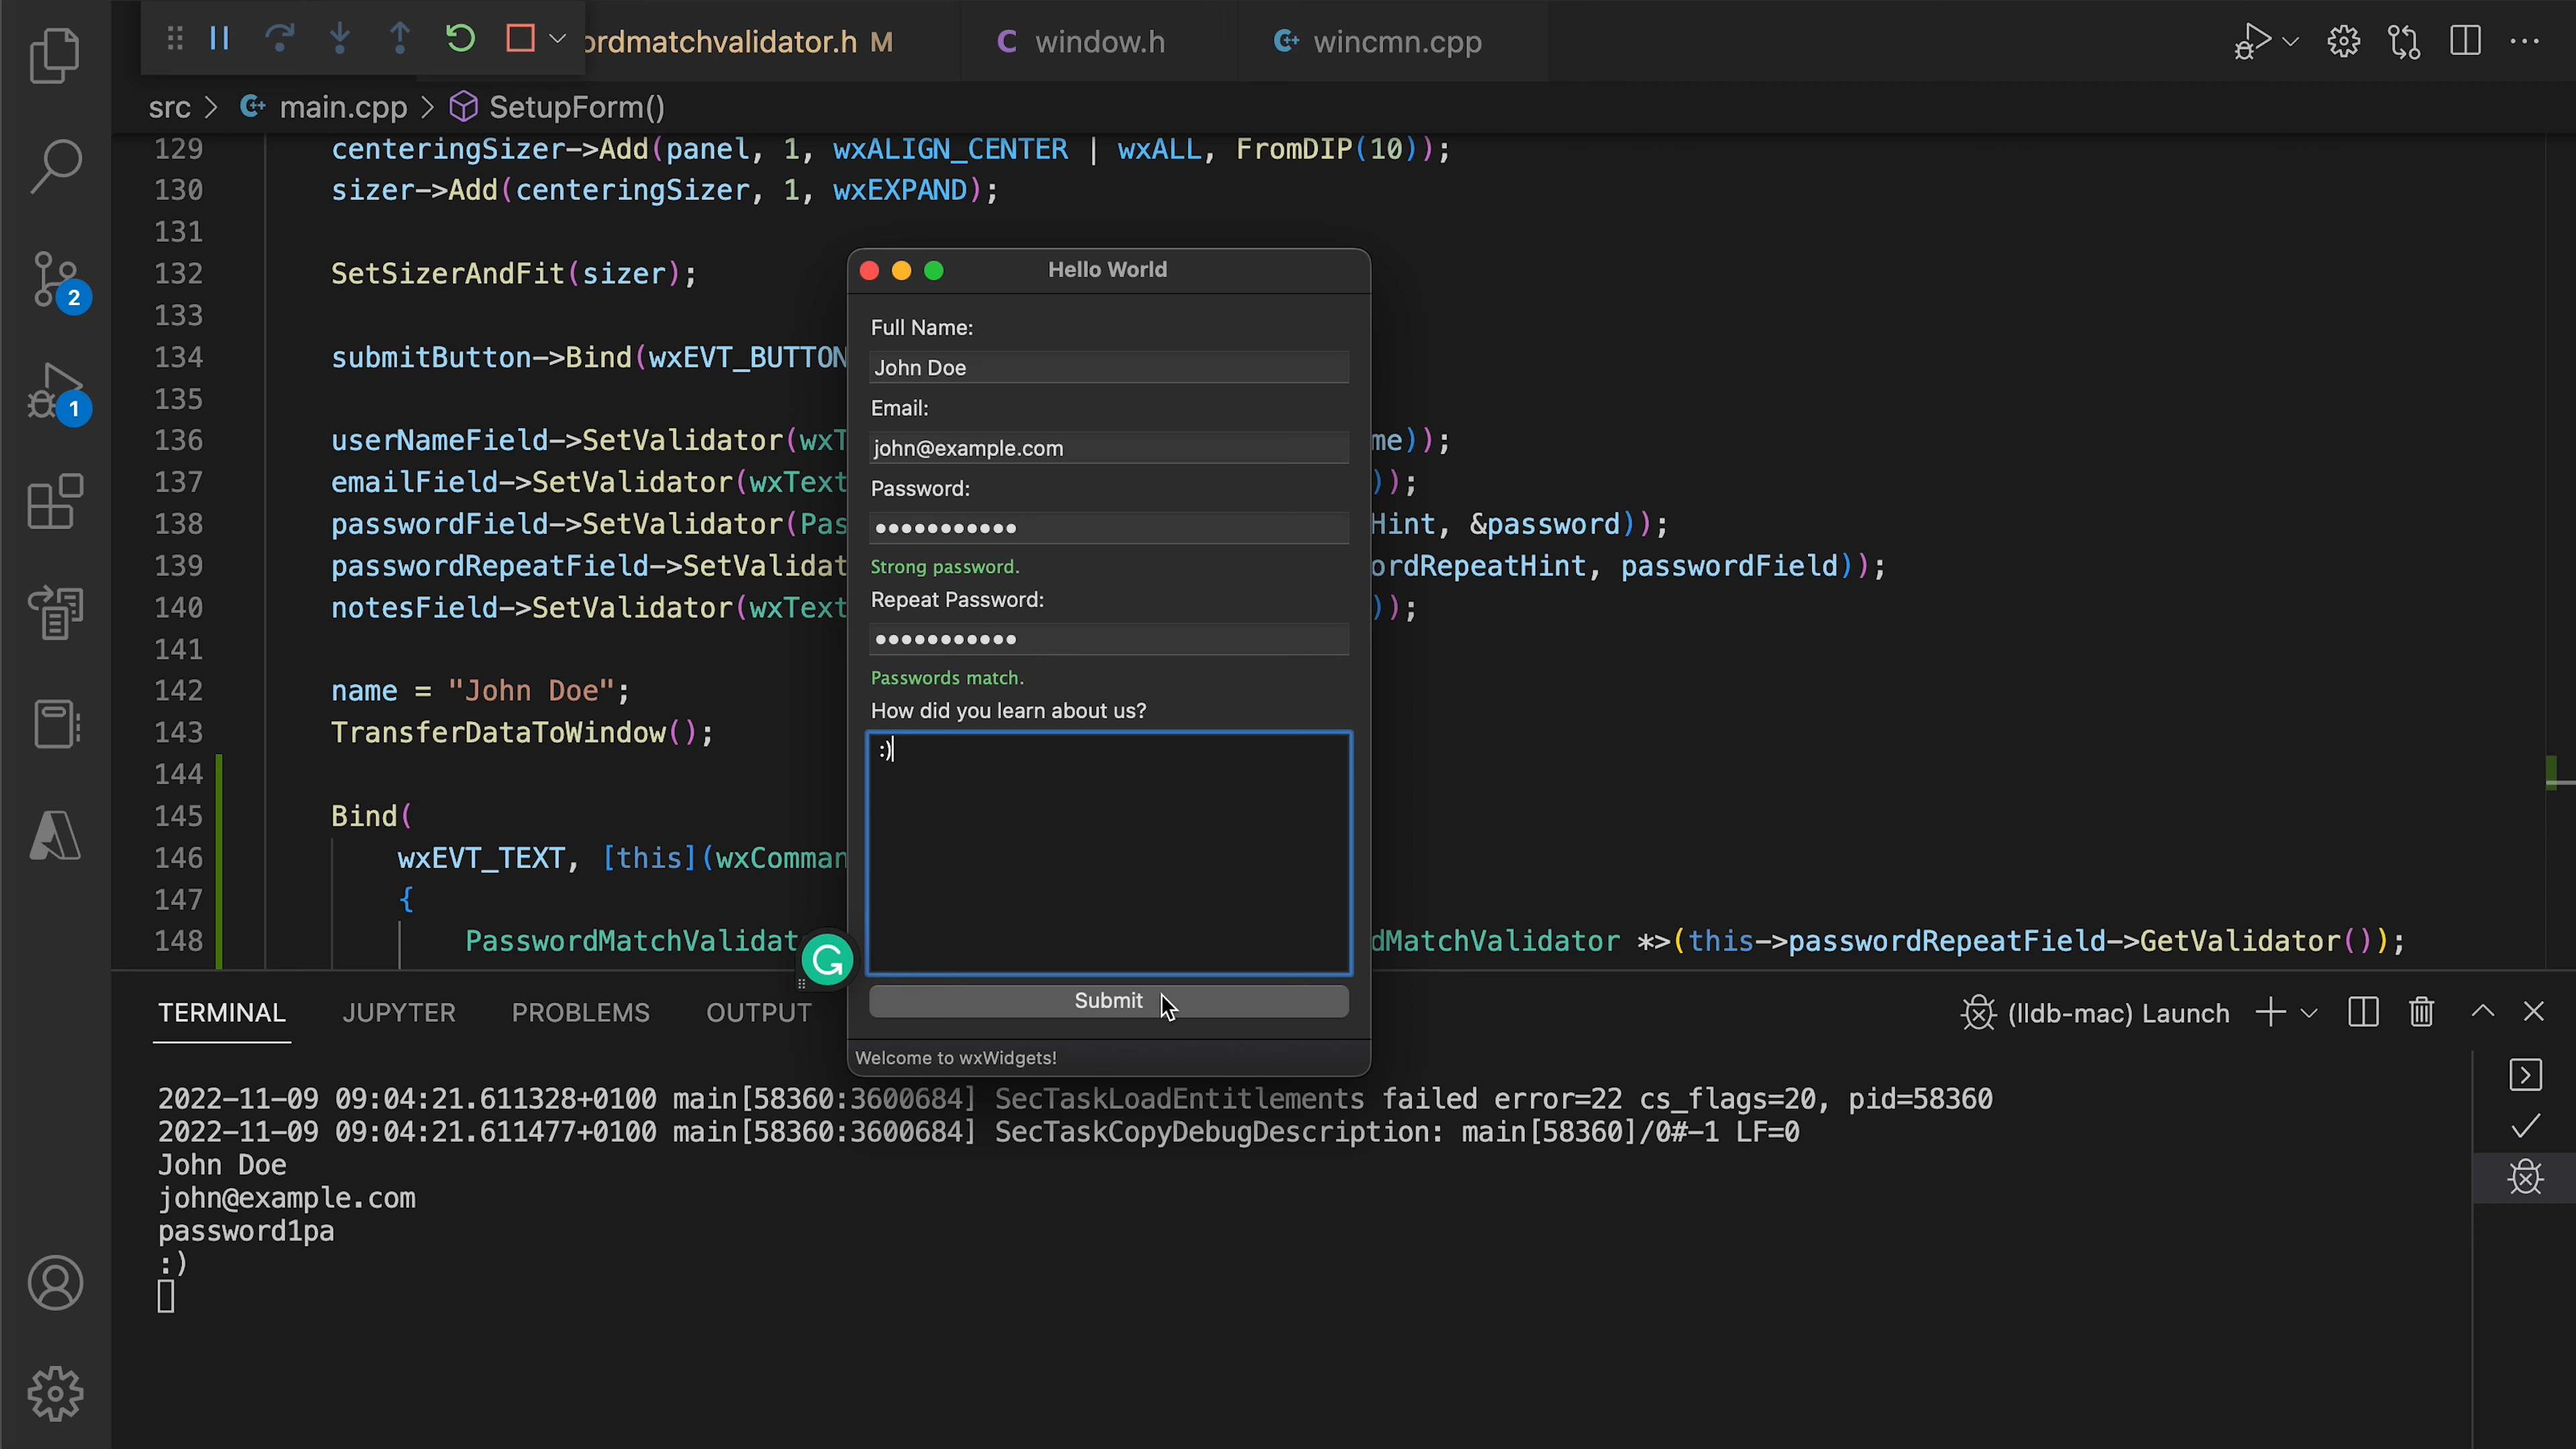 ordmatchvalidator.h M
C window.h
wincmn.cpp
src > main.cpp > SetupForm()
129 centeringSizer->Add(panel, 1, wxALIGN_CENTER | wxALL, FromDIP(10));
130 sizer->Add(centeringSizer, 1, wxEXPAND);
131
132 SetSizerAndFit(sizer);
133
134 submitButton->Bind(wxEVT_BUTTON
135
136 userNameField->SetValidator(wxT me));
137 emailField->SetValidator(wxText ));
138 passwordField->SetValidator(Pas Hint, &password));
139 passwordRepeatField->SetValidat ordRepeatHint, passwordField));
140 notesField->SetValidator(wxText ));
141
142 name = "John Doe";
143 TransferDataToWindow();
144
145 Bind(
146 wxEVT_TEXT, [this](wxComman
147 {
148 PasswordMatchValidat dMatchValidator *>(this->passwordRepeatField->GetValidator());
2
1
Hello World
Full Name:
John Doe
Email:
john@example.com
Password:
●●●●●●●●●●●
Strong password.
Repeat Password:
●●●●●●●●●●●
Passwords match.
How did you learn about us?
:)
Submit
Welcome to wxWidgets!
TERMINAL JUPYTER PROBLEMS OUTPUT
(lldb-mac) Launch
2022-11-09 09:04:21.611328+0100 main[58360:3600684] SecTaskLoadEntitlements failed error=22 cs_flags=20, pid=58360
2022-11-09 09:04:21.611477+0100 main[58360:3600684] SecTaskCopyDebugDescription: main[58360]/0#-1 LF=0
John Doe
john@example.com
password1pa
:)